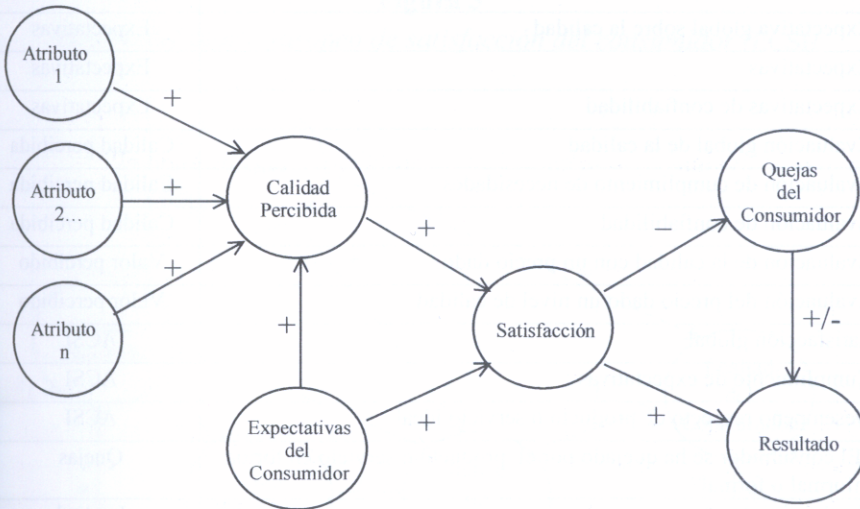 Atributo
1
+
Atributo
2...
+
Atributo
n
+
Calidad
Percibida
+
+
Expectativas
del
Consumidor
+
Satisfacción
–
+
Quejas
del
Consumidor
+/-
Resultado